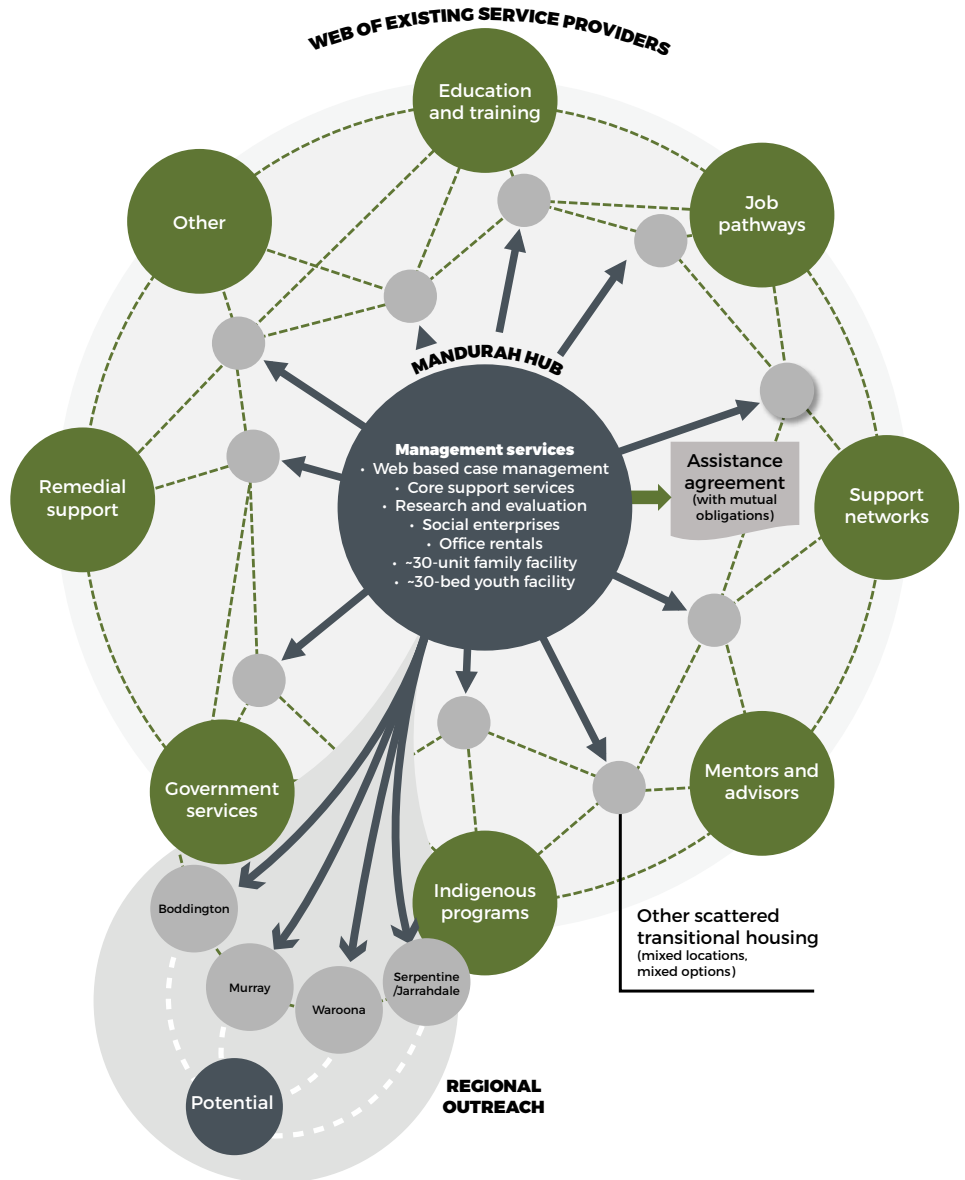 WEB OF EXISTING SERVICE PROVIDERS
Education
and training
Job
pathways
Other
MANDURAH HUB
Management services
• Web based case management
• Core support services
• Research and evaluation
• Social enterprises
• Office rentals
• ~30-unit family facility
• ~30-bed youth facility
Assistance
agreement
(with mutual
obligations)
Remedial
support
Support
networks
Government
services
Mentors and
advisors
Indigenous
programs
Boddington
Murray
Waroona
Serpentine
/Jarrahdale
Other scattered
transitional housing
(mixed locations,
mixed options)
Potential
REGIONAL
OUTREACH